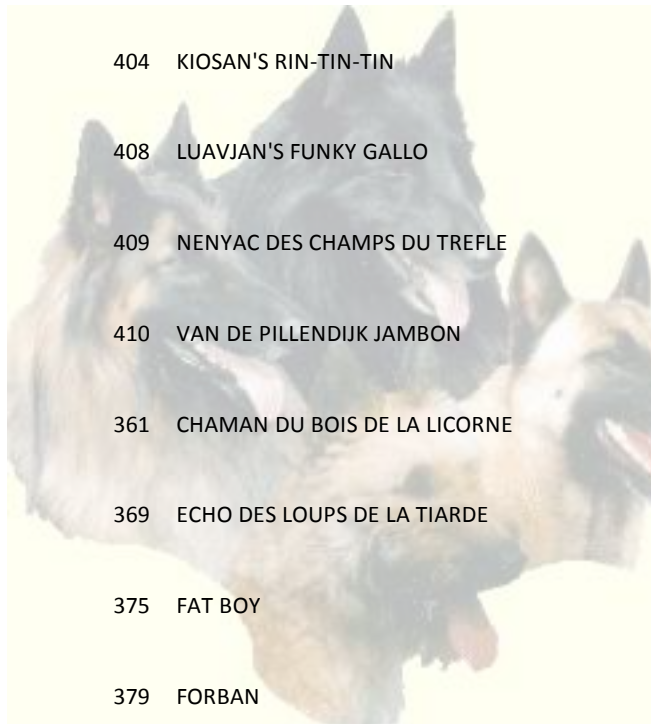 404 KIOSAN'S RIN-TIN-TIN
408 LUAVJAN'S FUNKY GALLO
409 NENYAC DES CHAMPS DU TREFLE
410 VAN DE PILLENDIJK JAMBON
361 CHAMAN DU BOIS DE LA LICORNE
369 ECHO DES LOUPS DE LA TIARDE
375 FAT BOY
379 FORBAN